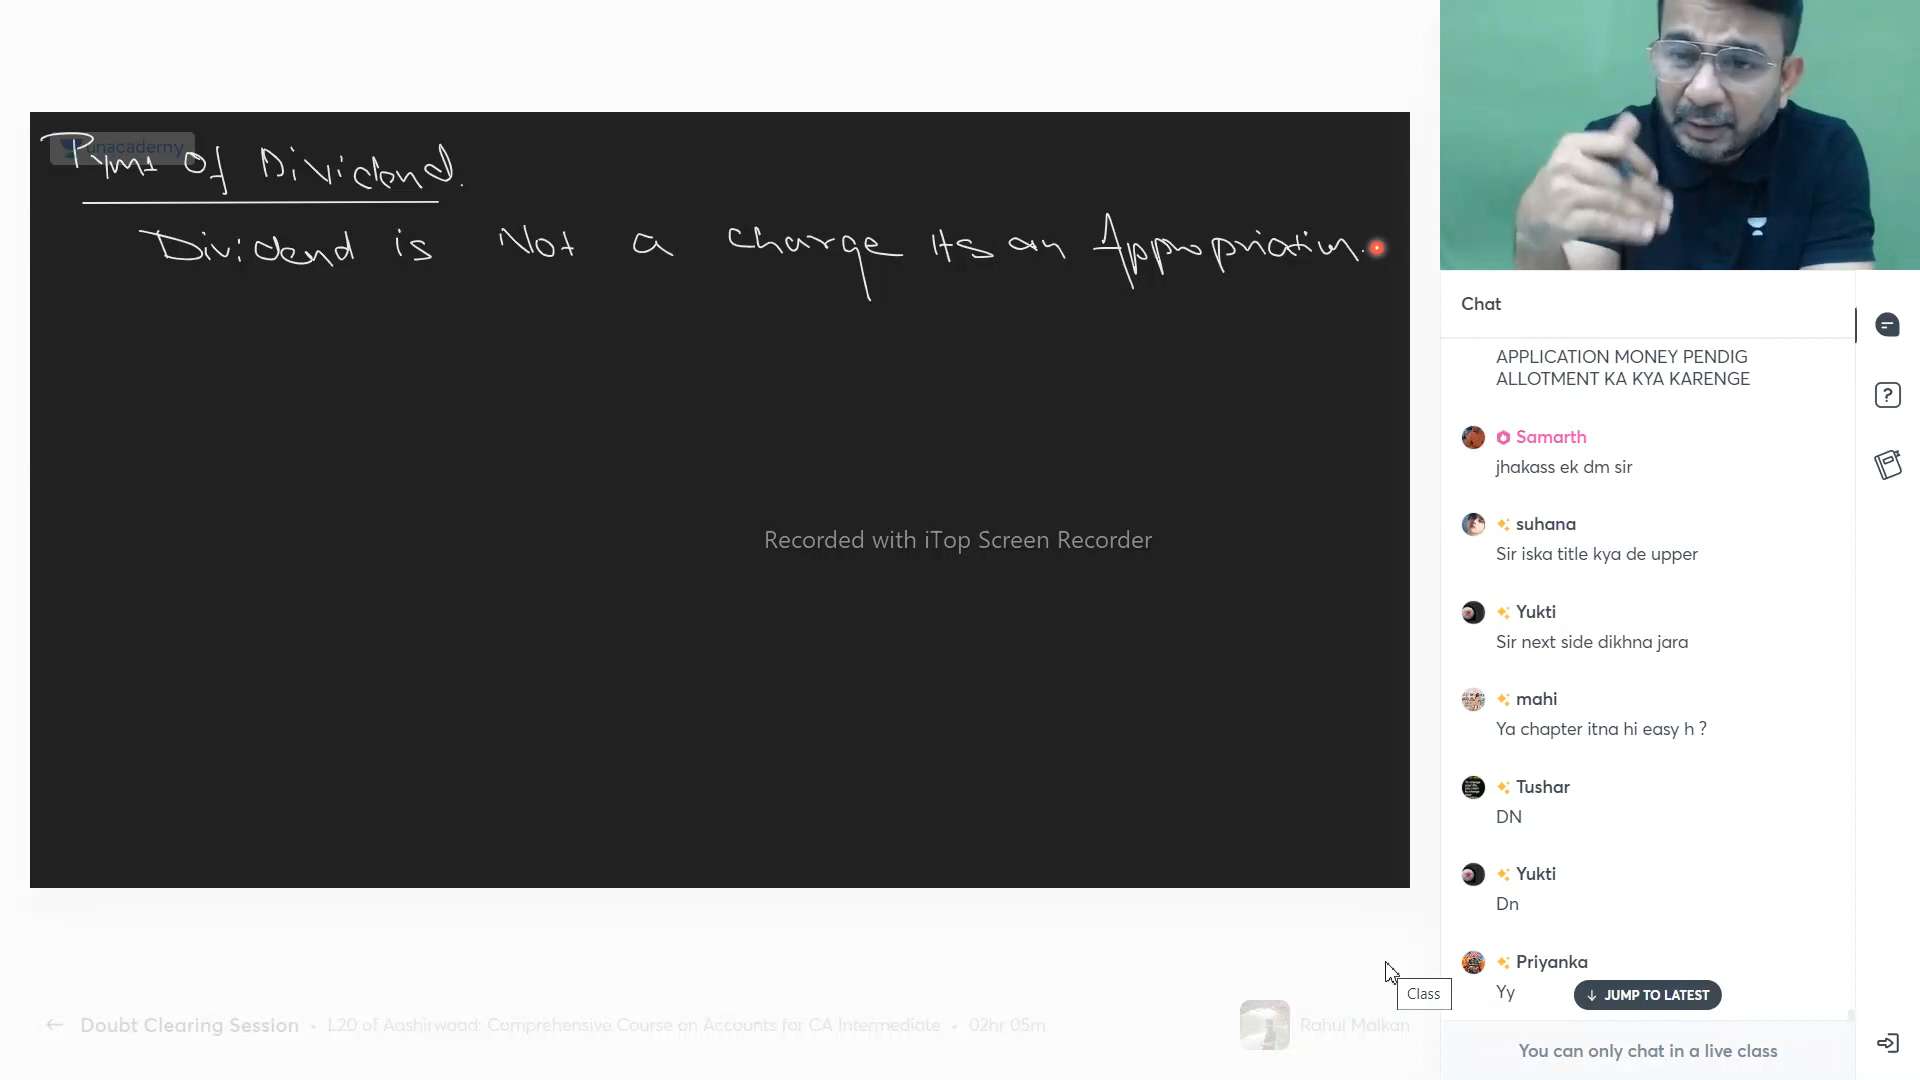 unacademy
Pymt Of Dividend.
Dividend is Not a charge its an Appropriation.
Recorded with iTop Screen Recorder
Chat
APPLICATION MONEY PENDIG
ALLOTMENT KA KYA KARENGE
Samarth
jhakass ek dm sir
suhana
Sir iska title kya de upper
Yukti
Sir next side dikhna jara
mahi
Ya chapter itna hi easy h ?
Tushar
DN
Yukti
Dn
Priyanka
Yy
JUMP TO LATEST
Class
Doubt Clearing Session • L20 of Aashirwaad: Comprehensive Course on Accounts for CA Intermediate • 02hr 05m
Rahul Malkan
You can only chat in a live class